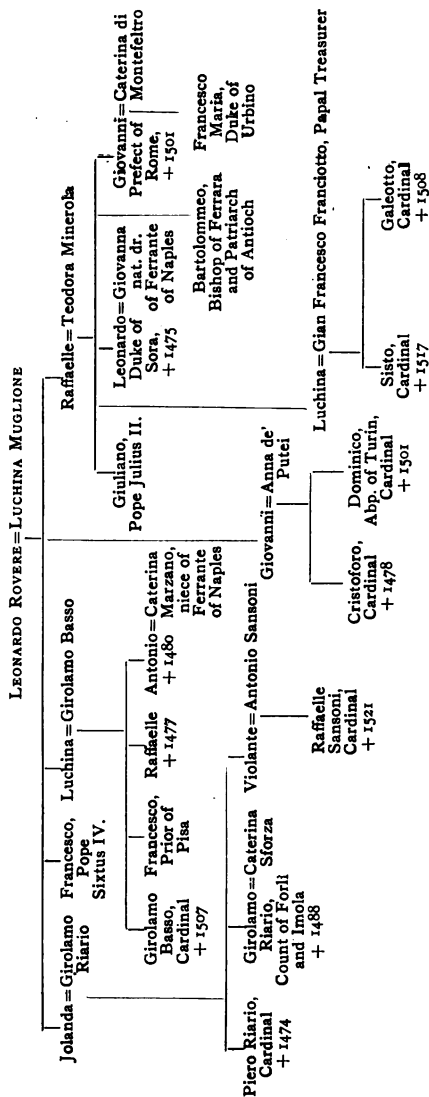 LEONARDO ROVERE=LUCHINA MUGLIONE
Jolanda=Girolamo
Riario
Francesco,
Pope
Sixtus IV.
Luchina=Girolamo Basso
Raffaelle=Teodora Minerola
Girolamo
Basso,
Cardinal
+1507
Francesco,
Prior of
Pisa
Raffaelle
+1477
Antonio=Caterina
+1480 Marzano,
niece of
Ferrante
of Naples
Giuliano,
Pope Julius II.
Leonardo=Giovanna
Duke of nat. dr.
Sora, of Ferrante
+1475 of Naples
Bartolommeo,
Bishop of Ferrara
and Patriarch
of Antioch
Giovanni=Caterina di
Prefect of Montefeltro
Rome,
+1501
Francesco
Maria,
Duke of
Urbino
Piero Riario,
Cardinal
+1474
Girolamo=Caterina
Riario, Sforza
Count of Forli
and Imola
+1488
Violante=Antonio Sansoni
Raffaelle
Sansoni,
Cardinal
+1521
Giovanni=Anna de'
Putei
Cristoforo,
Cardinal
+1478
Dominico,
Abp. of Turin,
Cardinal
+1501
Luchina=Gian Francesco Franciotto, Papal Treasurer
Sisto,
Cardinal
+1517
Galeotto,
Cardinal
+1508